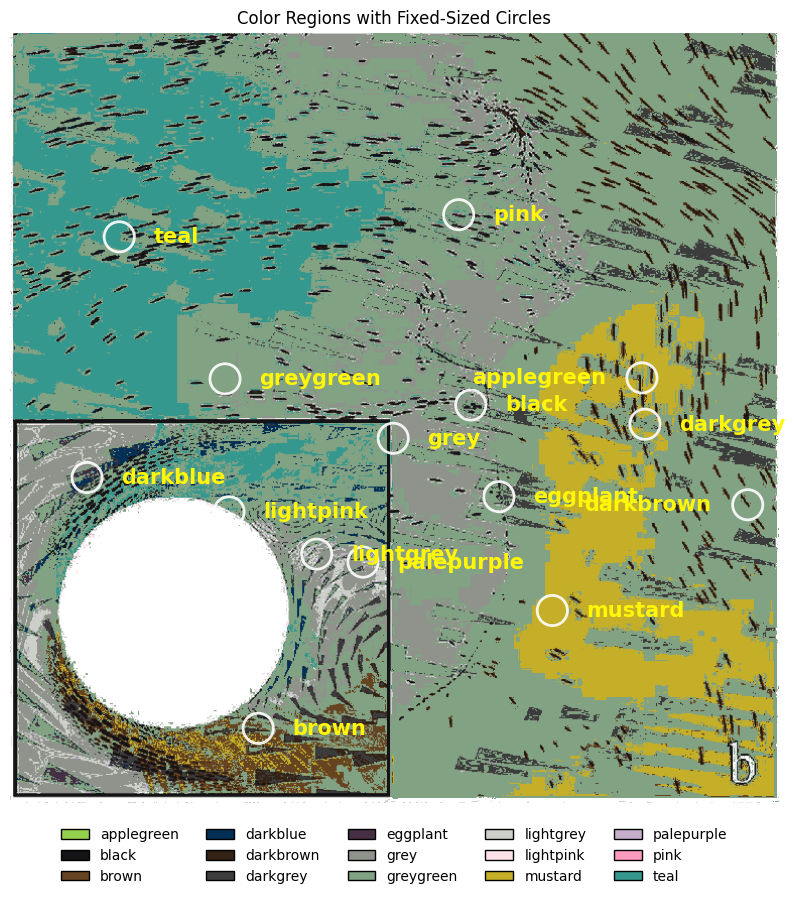 Color Regions with Fixed-Sized Circles
pink
teal
greygreen
applegreen
black
darkgrey
grey
darkblue
eggplant
darkbrown
lightpink
lightgrey
palepurple
mustard
brown
b
applegreen darkblue eggplant lightgrey palepurple
black darkbrown grey lightpink pink
brown darkgrey greygreen mustard teal